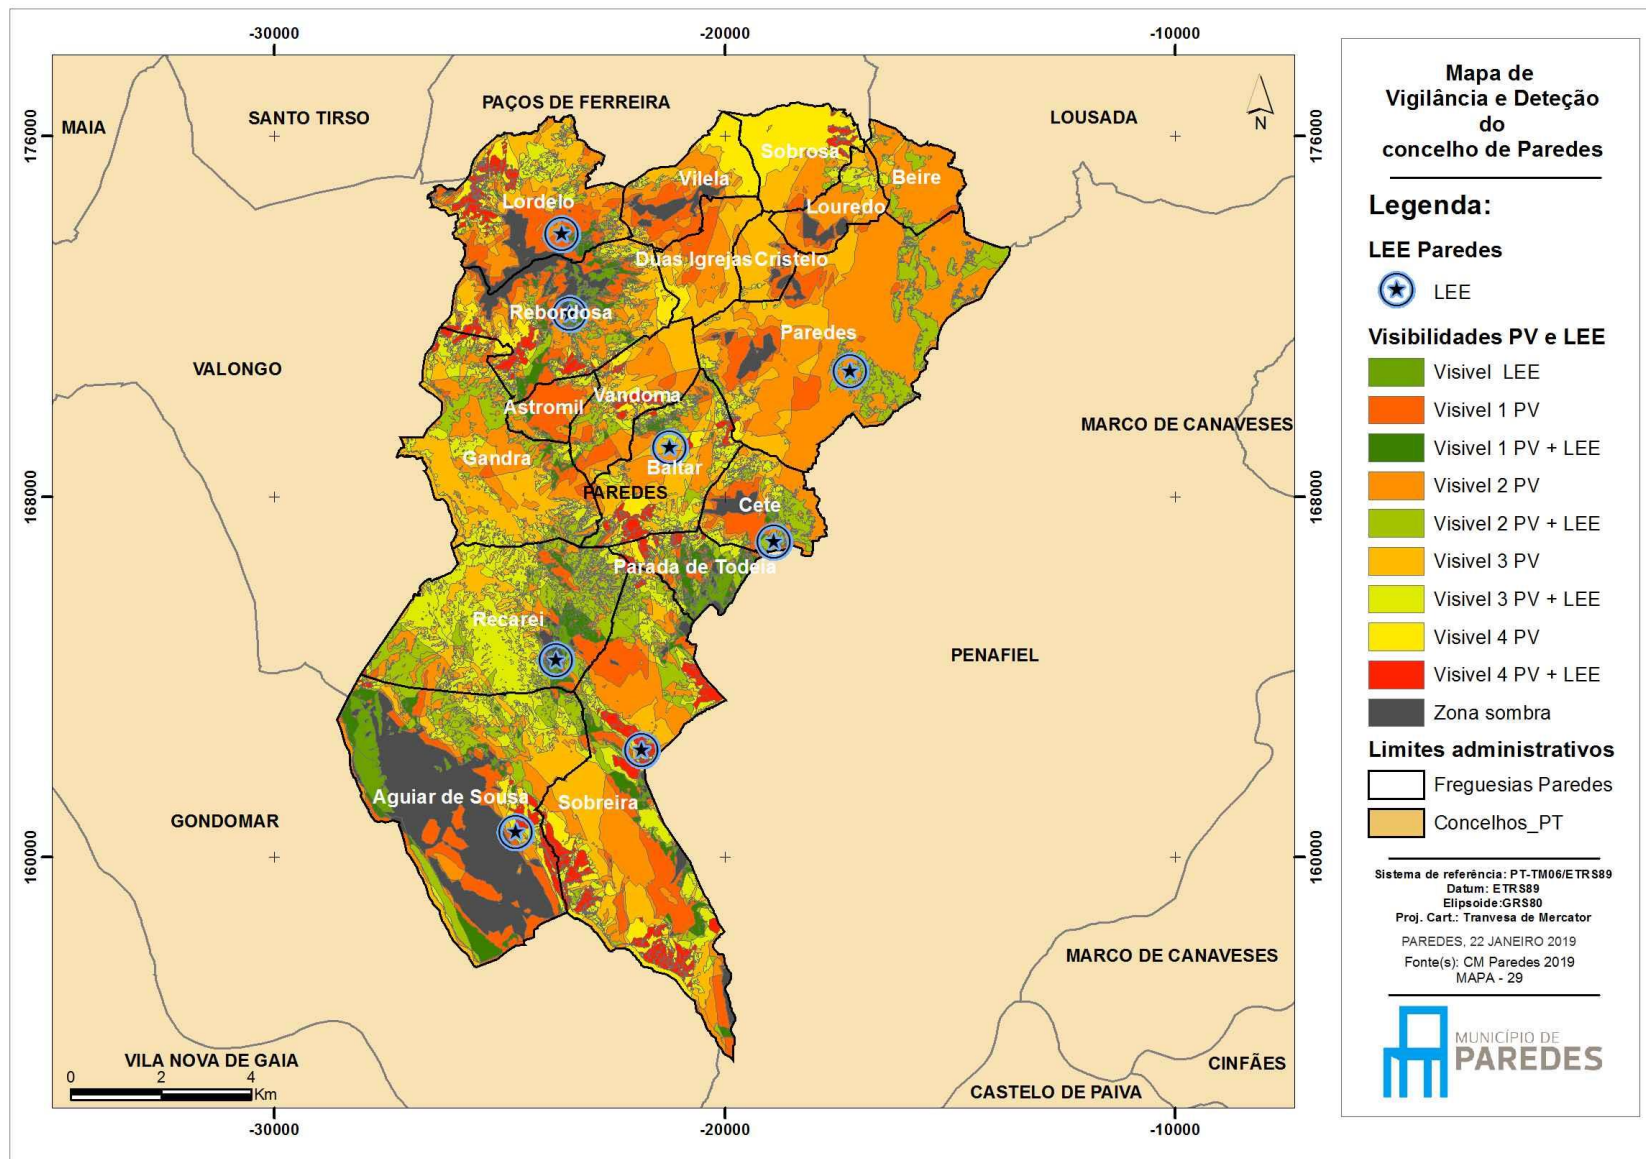 -30000
-20000
-10000
176000
176000
168000
168000
160000
160000
MAIA
SANTO TIRSO
PAÇOS DE FERREIRA
LOUSADA
N
VALONGO
MARCO DE CANAVESES
PENAFIEL
GONDOMAR
MARCO DE CANAVESES
VILA NOVA DE GAIA
CINFÃES
CASTELO DE PAIVA
PAREDES
Sobrosa
Vilela
Beire
Lordelo
Louredo
Duas Igrejas
Cristelo
Rebordosa
Paredes
Vandoma
Astromil
Gandra
Baltar
Cete
Parada de Todeia
Recarei
Aguiar de Sousa
Sobreira
0 2 4
Km
-30000
-20000
-10000
Mapa de
Vigilância e Deteção
do
concelho de Paredes
Legenda:
LEE Paredes
LEE
Visibilidades PV e LEE
Visivel LEE
Visivel 1 PV
Visivel 1 PV + LEE
Visivel 2 PV
Visivel 2 PV + LEE
Visivel 3 PV
Visivel 3 PV + LEE
Visivel 4 PV
Visivel 4 PV + LEE
Zona sombra
Limites administrativos
Freguesias Paredes
Concelhos_PT
Sistema de referência: PT-TM06/ETRS89
Datum: ETRS89
Elipsoide:GRS80
Proj. Cart.: Tranvesa de Mercator
PAREDES, 22 JANEIRO 2019
Fonte(s): CM Paredes 2019
MAPA - 29
MUNICÍPIO DE
PAREDES